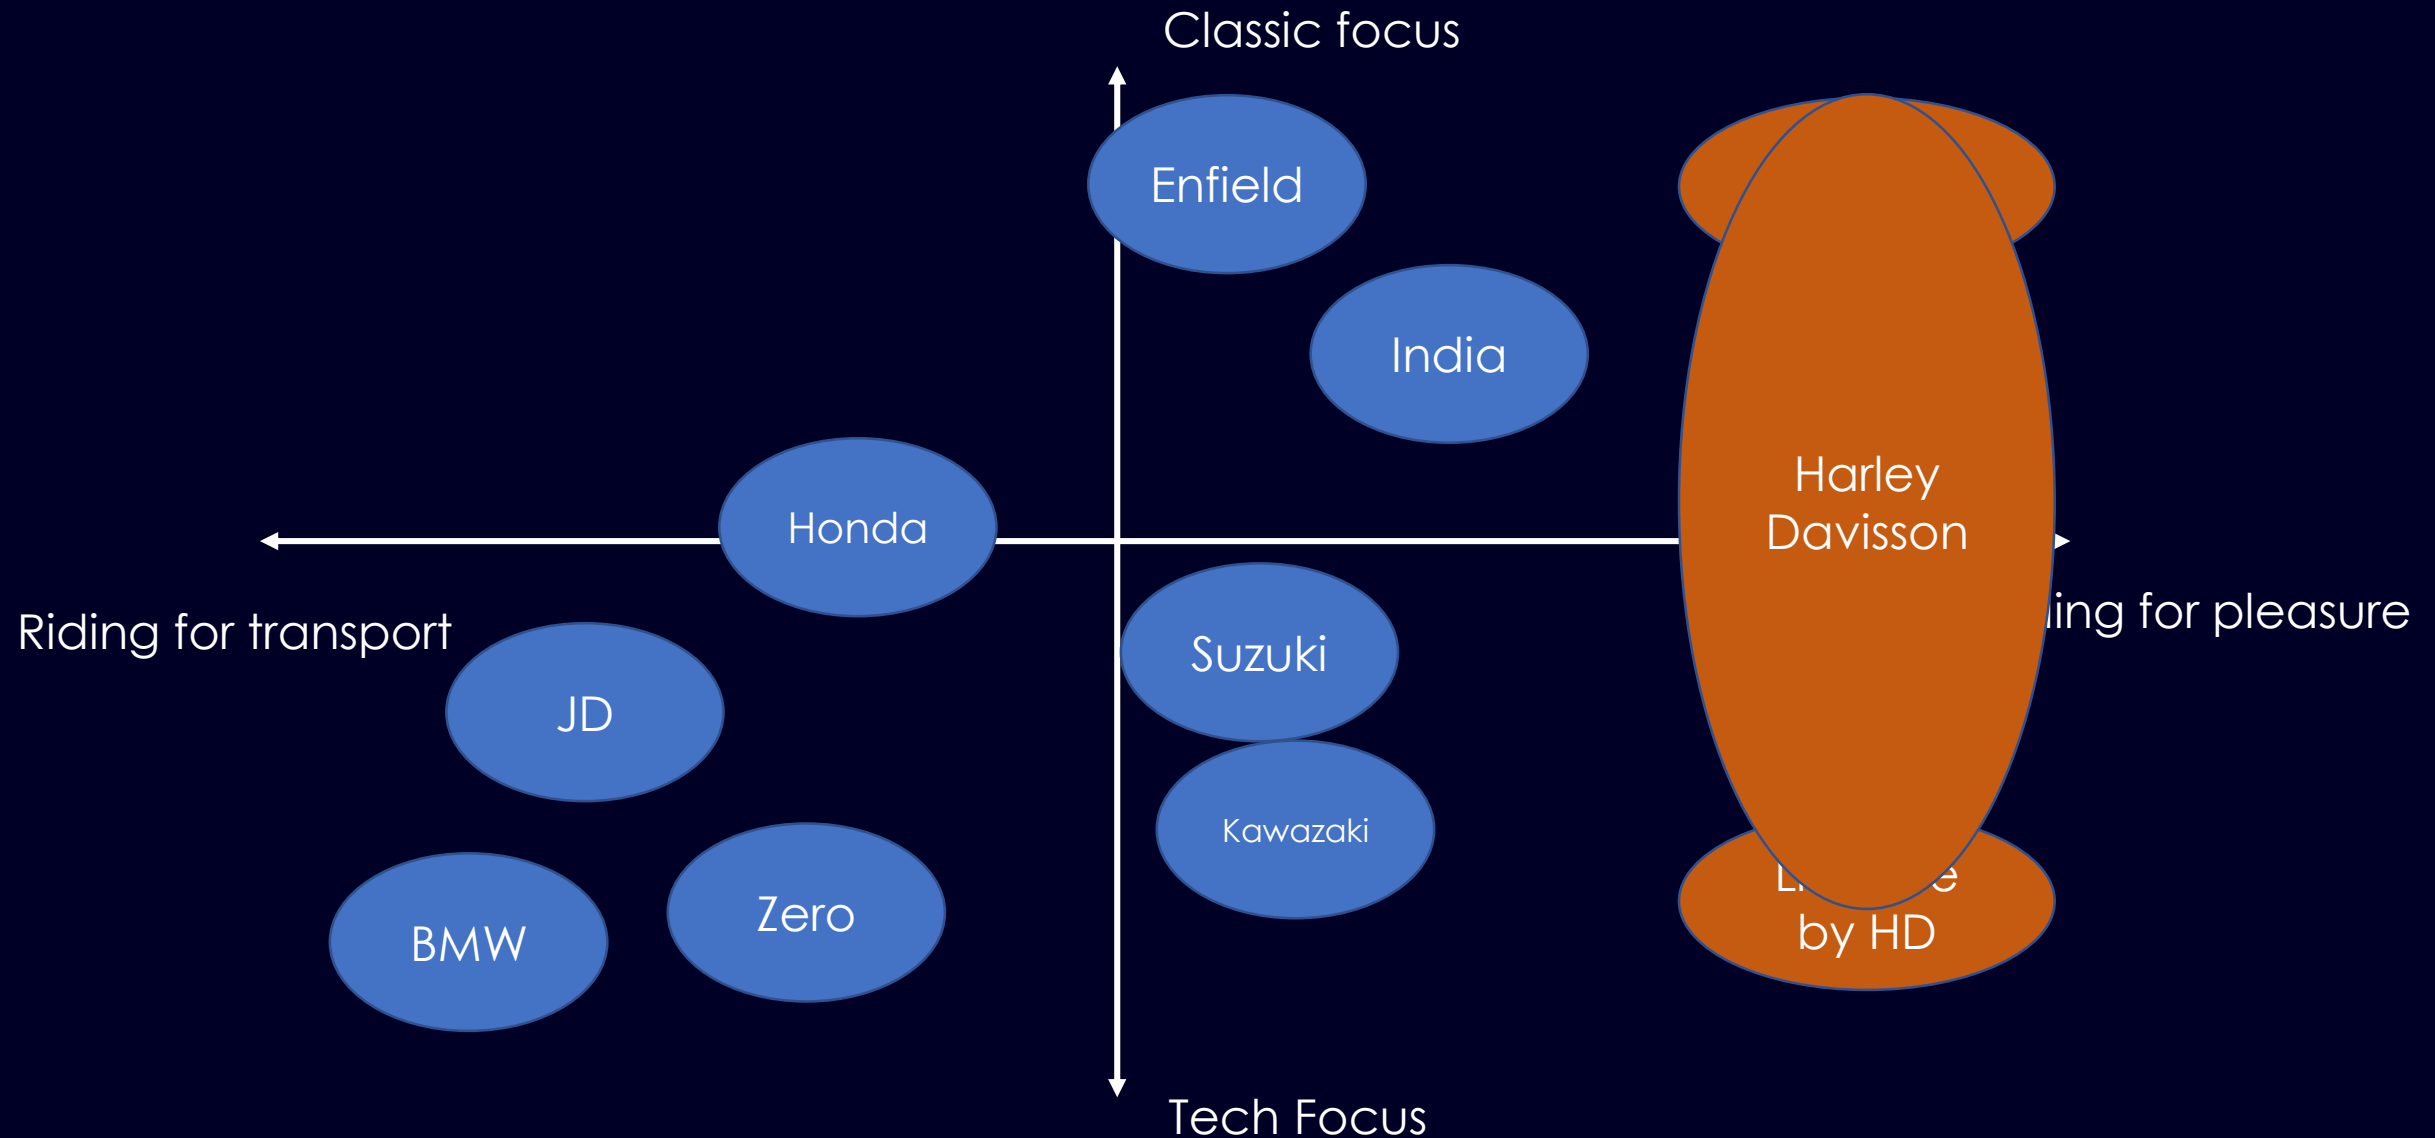 Classic focus
Enfield
India
Harley
Davisson
Honda
Riding for transport
ing for pleasure
Suzuki
JD
Kawazaki
Zero
BMW
by HD
Tech Focus